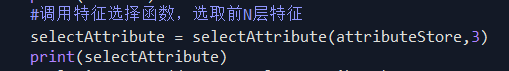 #调用特征选择函数，选取前N层特征
selectAttribute = selectAttribute(attributeStore,3)
print(selectAttribute)